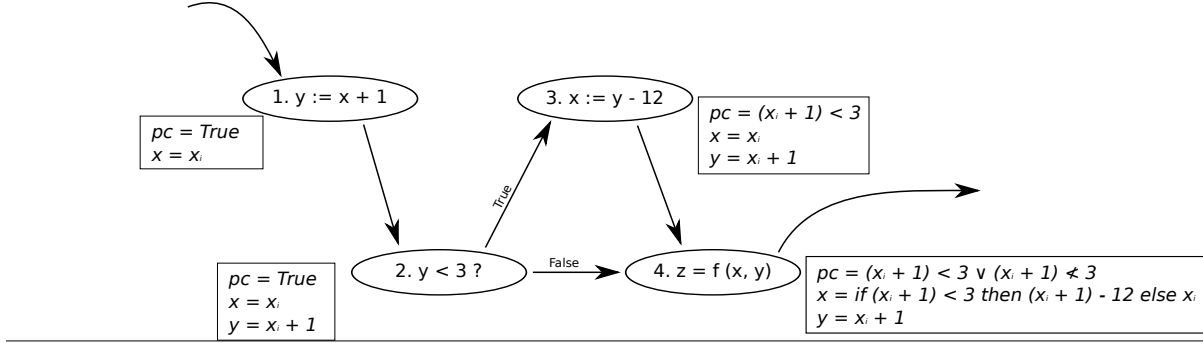 1. y := x + 1
pc = True
x = xᵢ
3. x := y - 12
pc = (xᵢ + 1) < 3
x = xᵢ
y = xᵢ + 1
True
2. y < 3 ?
pc = True
x = xᵢ
y = xᵢ + 1
False
4. z = f (x, y)
pc = (xᵢ + 1) < 3 ∨ (xᵢ + 1) ≮ 3
x = if (xᵢ + 1) < 3 then (xᵢ + 1) - 12 else xᵢ
y = xᵢ + 1